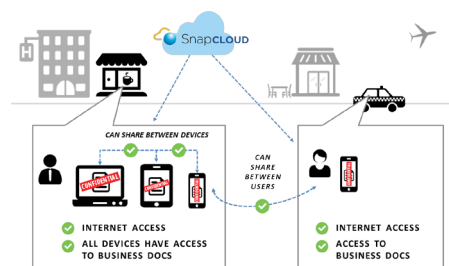 SnapCLOUD
H
CAN SHARE BETWEEN DEVICES
CONFIDENTIAL
CAN
SHARE
BETWEEN
USERS
INTERNET ACCESS
ALL DEVICES HAVE ACCESS
TO BUSINESS DOCS
INTERNET ACCESS
ACCESS TO
BUSINESS DOCS